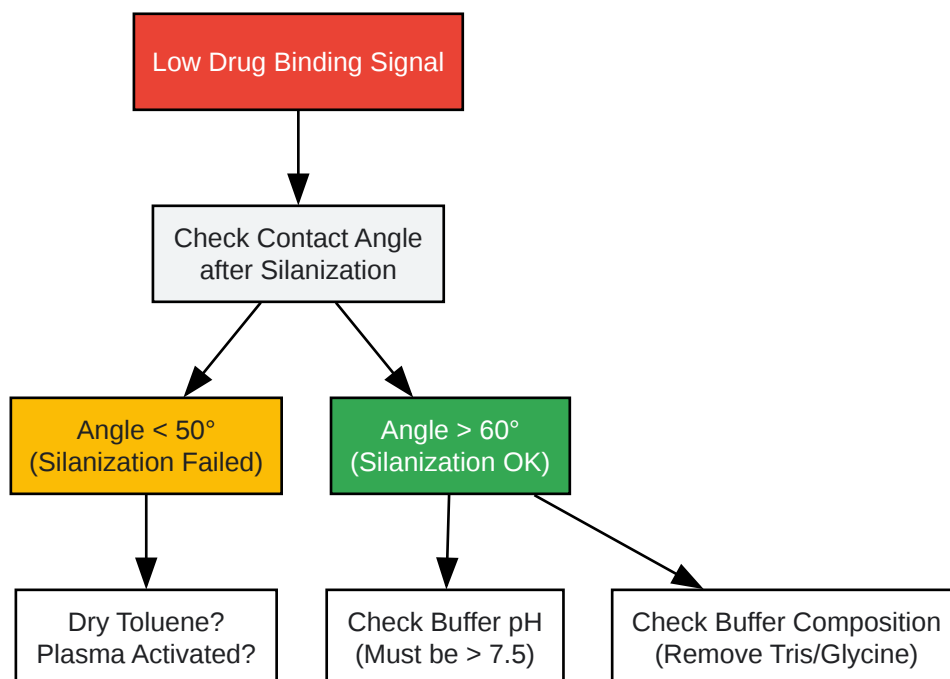 Low Drug Binding Signal
Check Contact Angle
after Silanization
Angle < 50°
(Silanization Failed)
Angle > 60°
(Silanization OK)
Dry Toluene?
Plasma Activated?
Check Buffer pH
(Must be > 7.5)
Check Buffer Composition
(Remove Tris/Glycine)